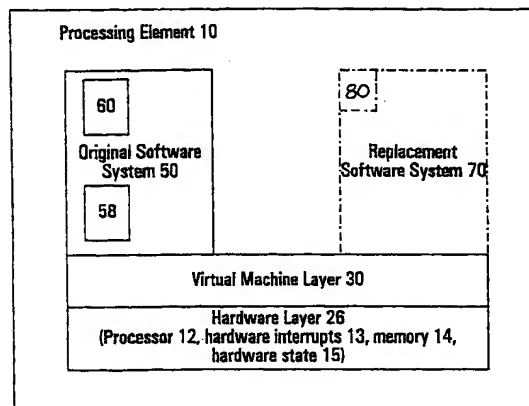 Processing Element 10
60
Original Software
System 50
58
80
Replacement
Software System 70
Virtual Machine Layer 30
Hardware Layer 26
(Processor 12, hardware interrupts 13, memory 14,
hardware state 15)